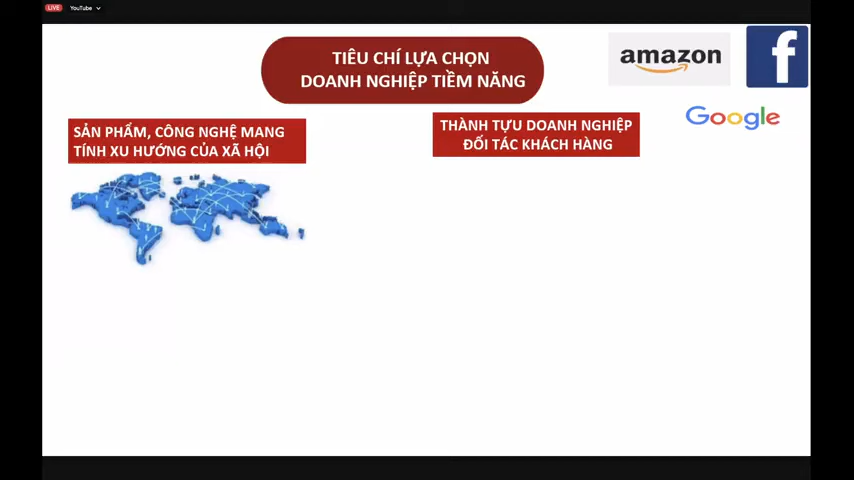 LIVE YouTube
TIÊU CHÍ LỰA CHỌN
DOANH NGHIỆP TIỀM NĂNG
amazon
f
Google
SẢN PHẨM, CÔNG NGHỆ MANG
TÍNH XU HƯỚNG CỦA XÃ HỘI
THÀNH TỰU DOANH NGHIỆP
ĐỐI TÁC KHÁCH HÀNG